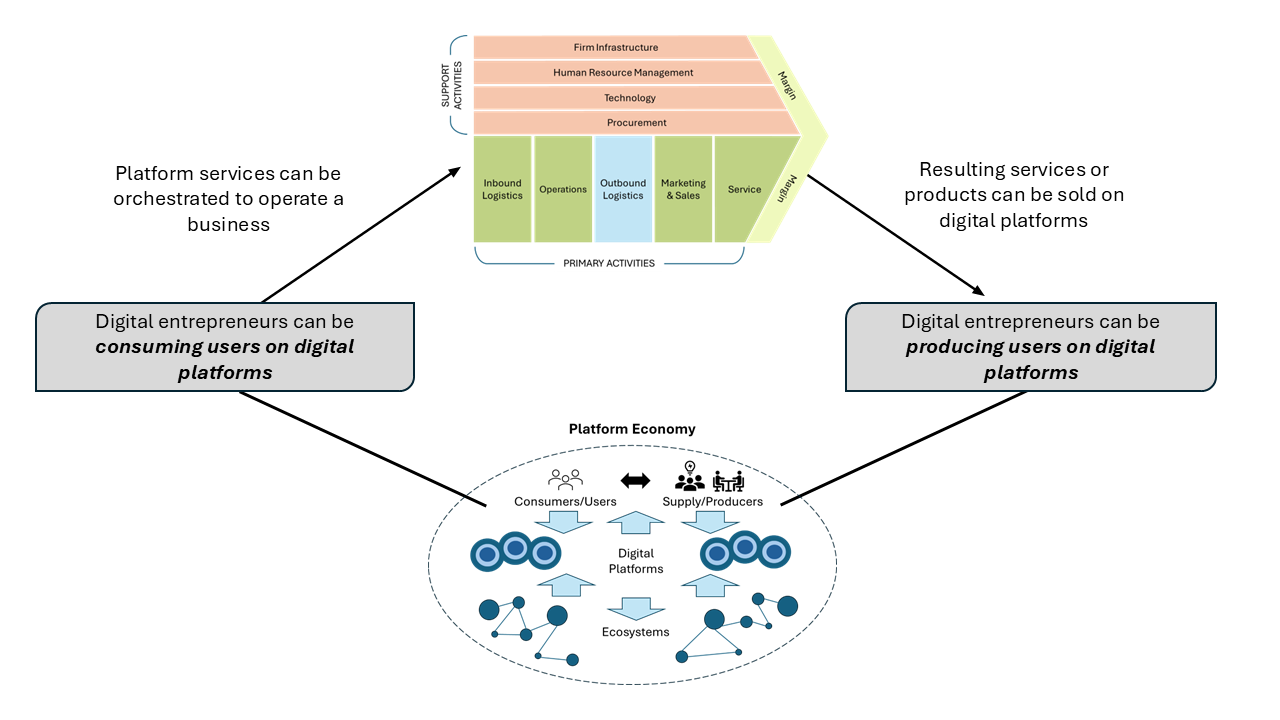 Firm Infrastructure
Human Resource Management
Technology
Procurement
SUPPORT
ACTIVITIES
Margin
Margin
Inbound
Logistics
Operations
Outbound
Logistics
Marketing
& Sales
Service
PRIMARY ACTIVITIES
Platform services can be
orchestrated to operate a
business
Resulting services or
products can be sold on
digital platforms
Digital entrepreneurs can be
consuming users on digital
platforms
Digital entrepreneurs can be
producing users on digital
platforms
Platform Economy
Consumers/Users
Supply/Producers
Digital
Platforms
Ecosystems